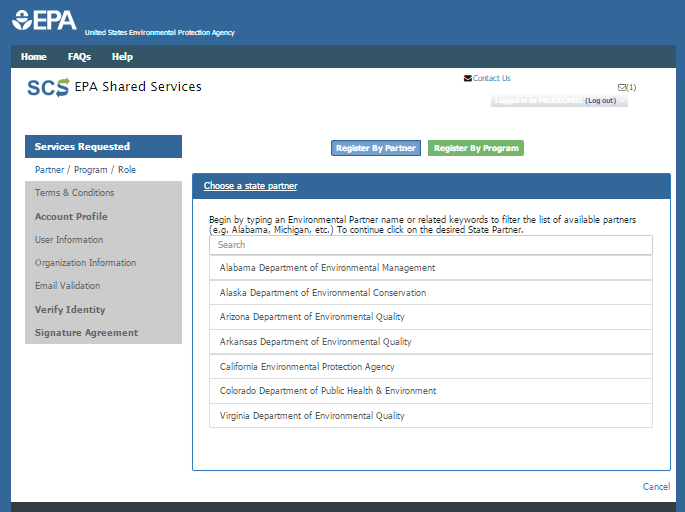 EPA
United States Environmental Protection Agency
Home FAQs Help
SCS EPA Shared Services
Contact Us
(1)
Logged in as (Log out)
Services Requested
Register By Partner Register By Program
Partner / Program / Role
Choose a state partner
Terms & Conditions
Account Profile
User Information
Organization Information
Email Validation
Verify Identity
Signature Agreement
Begin by typing an Environmental Partner name or related keywords to filter the list of available partners
(e.g. Alabama, Michigan, etc.) To continue click on the desired State Partner.
Search
Alabama Department of Environmental Management
Alaska Department of Environmental Conservation
Arizona Department of Environmental Quality
Arkansas Department of Environmental Quality
California Environmental Protection Agency
Colorado Department of Public Health & Environment
Virginia Department of Environmental Quality
Cancel